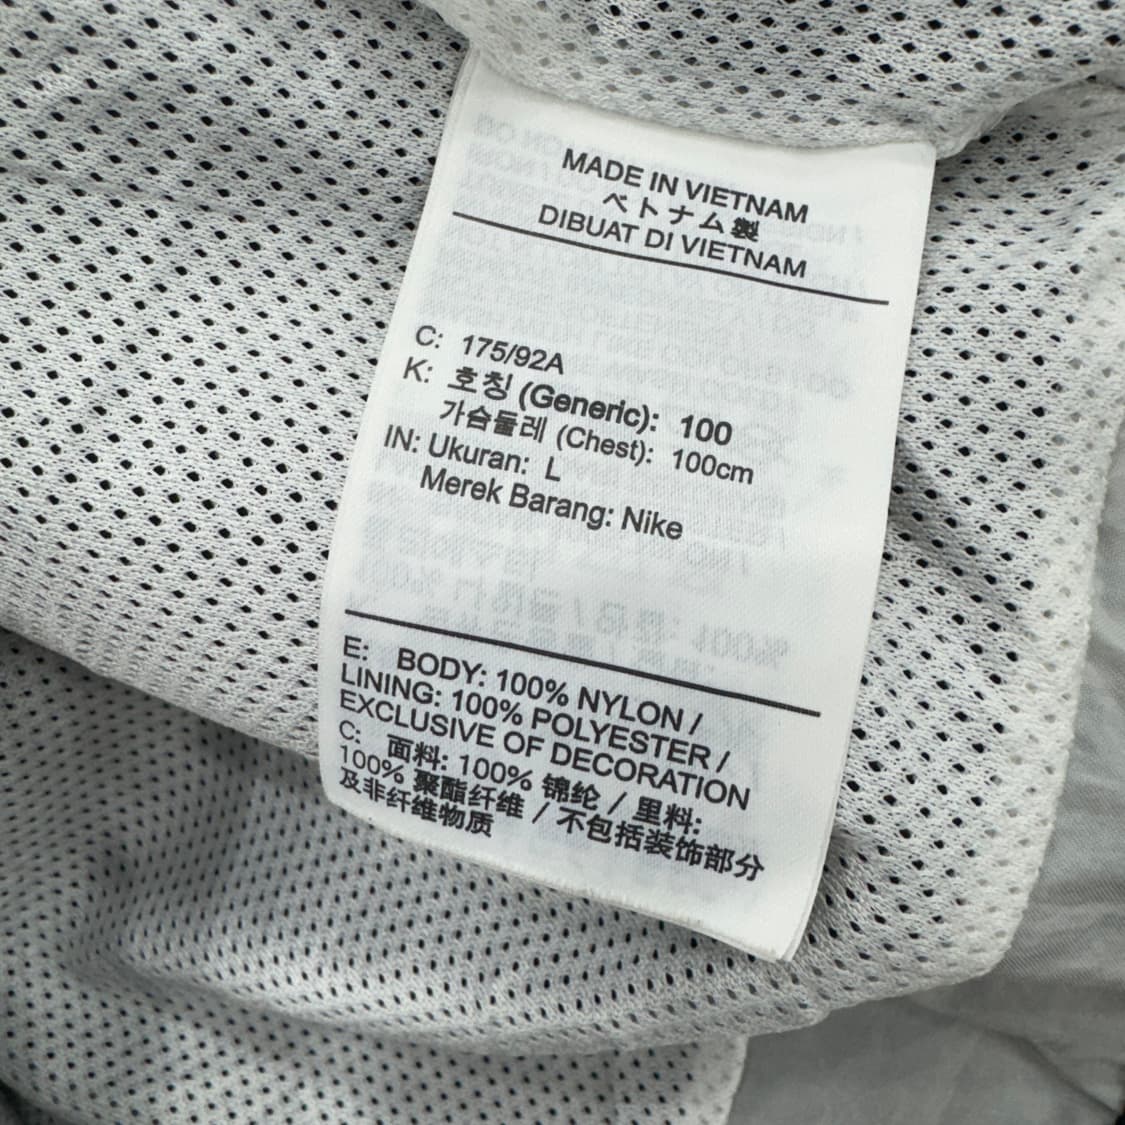 MADE IN VIETNAM
ベトナム製
DIBUAT DI VIETNAM
C: 175/92A
K: 호칭 (Generic): 100
가슴둘레 (Chest): 100cm
IN: Ukuran: L
Merek Barang: Nike
E: BODY: 100% NYLON /
LINING: 100% POLYESTER /
EXCLUSIVE OF DECORATION
C: 面料: 100% 锦纶 / 里料:
100% 聚酯纤维 / 不包括装饰部分
及非纤维物质